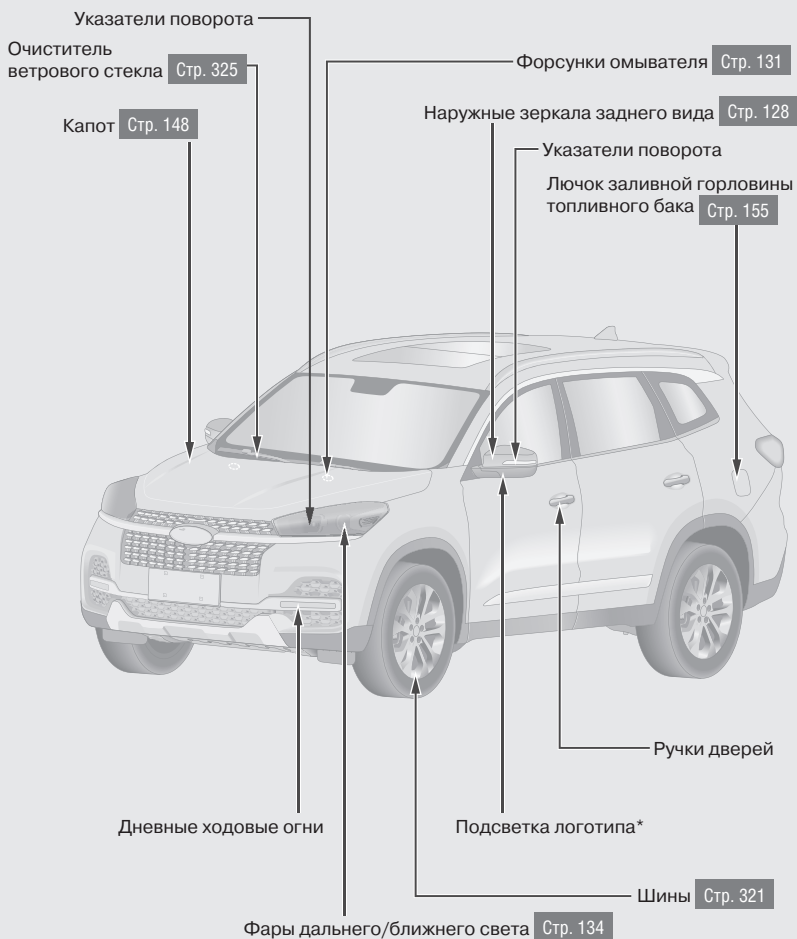 Указатели поворота
Очиститель
ветрового стекла Стр. 325
Форсунки омывателя Стр. 131
Капот Стр. 148
Наружные зеркала заднего вида Стр. 128
Указатели поворота
Лючок заливной горловины
топливного бака Стр. 155
Ручки дверей
Дневные ходовые огни
Подсветка логотипа*
Шины Стр. 321
Фары дальнего/ближнего света Стр. 134